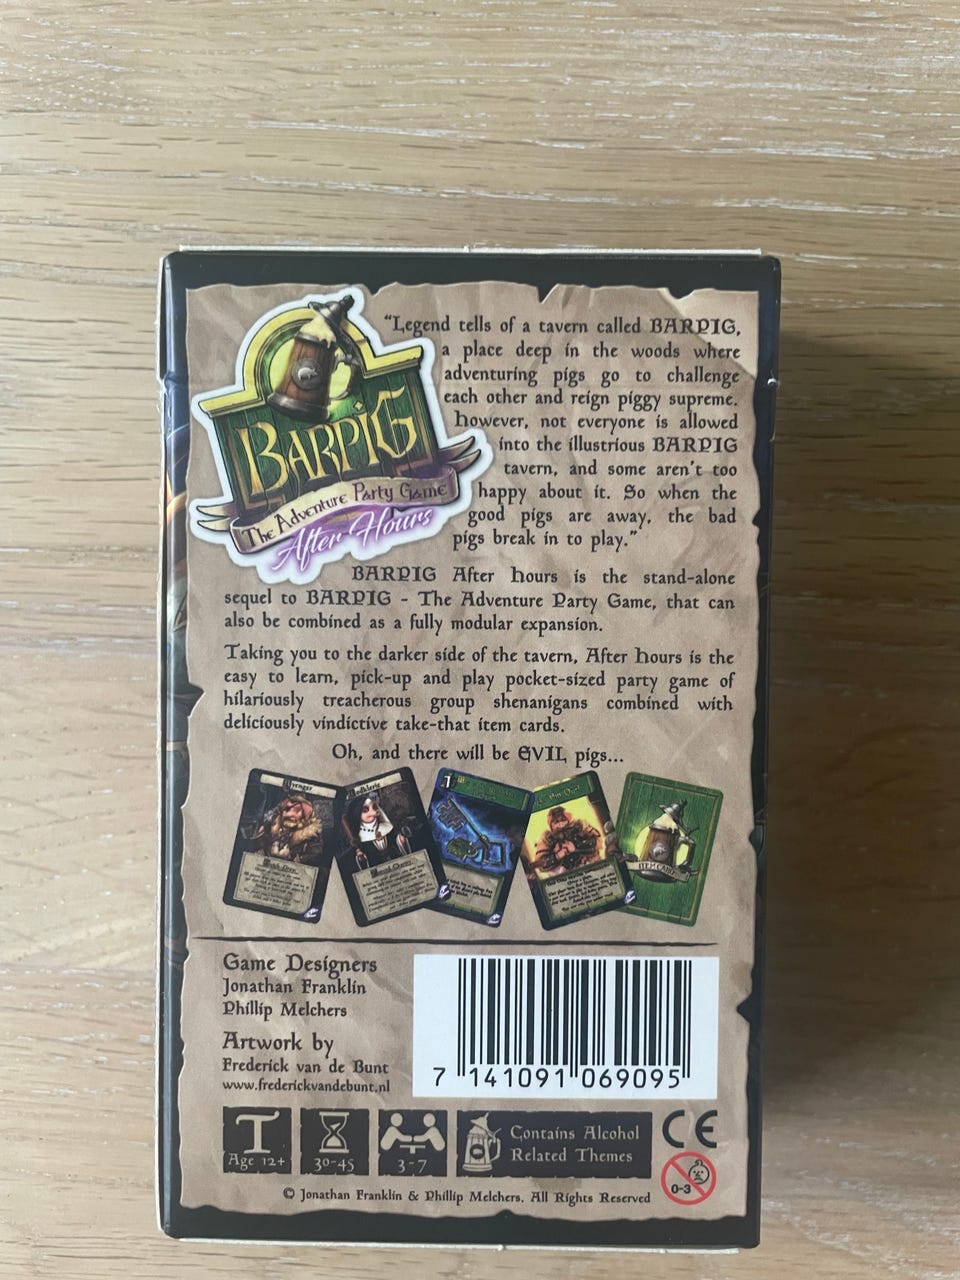 BARPIG
The Adventure Party Game
After Hours
"Legend tells of a tavern called BARPIG,
a place deep in the woods where
adventuring pigs go to challenge
each other and reign piggy supreme.
However, not everyone is allowed
into the illustrious BARPIG
tavern, and some aren't too
happy about it. So when the
good pigs are away, the bad
pigs break in to play."
BARPIG After Hours is the stand-alone
sequel to BARPIG - The Adventure Party Game, that can
also be combined as a fully modular expansion.
Taking you to the darker side of the tavern, After Hours is the
easy to learn, pick-up and play pocket-sized party game of
hilariously treacherous group shenanigans combined with
deliciously vindictive take-that item cards.
Oh, and there will be EVIL pigs...
1
ITEM CARD
Game Designers
Jonathan Franklin
Phillip Melchers
Artwork by
Frederick van de Bunt
www.frederickvandebunt.nl
7 141091 069095
Age 12+
30-45
3-7
Contains Alcohol
Related Themes
CE
0-3
© Jonathan Franklin & Phillip Melchers. All Rights Reserved